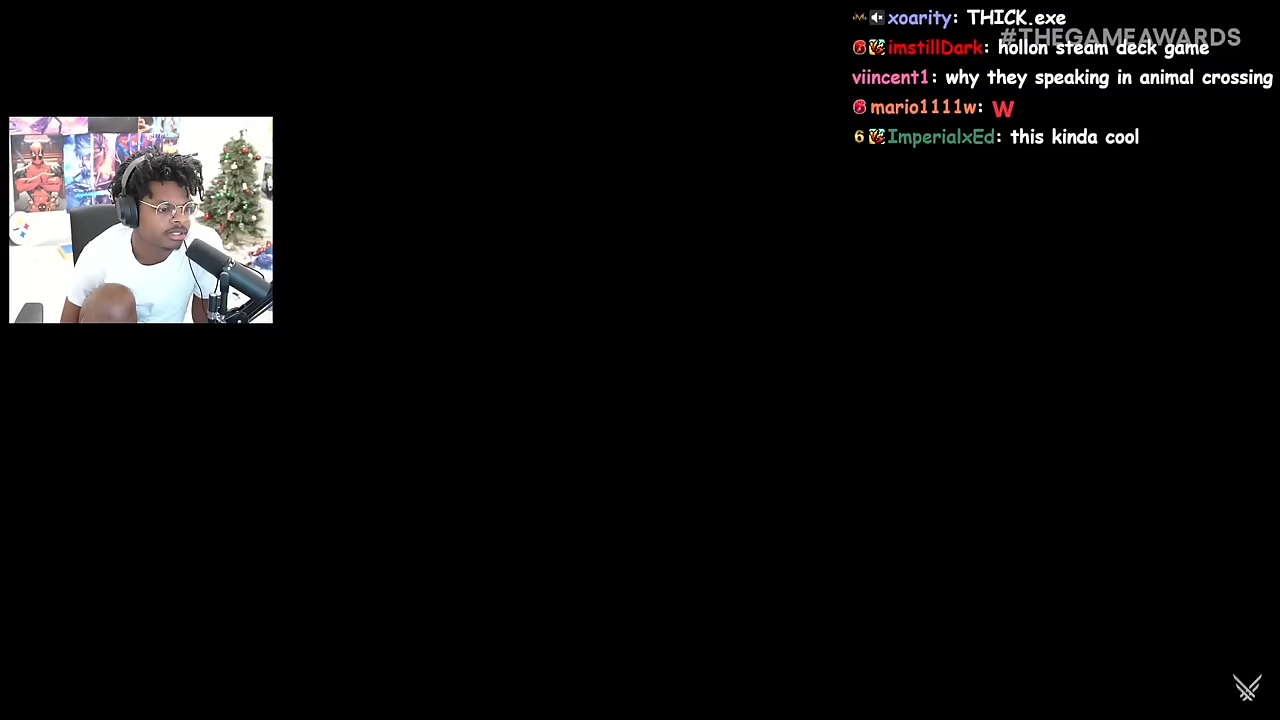 xoarity: THICK.exe
#THEGAMEAWARDS
imstillDark: hollon steam deck game
viincent1: why they speaking in animal crossing
mario1111w: W
ImperialxEd: this kinda cool